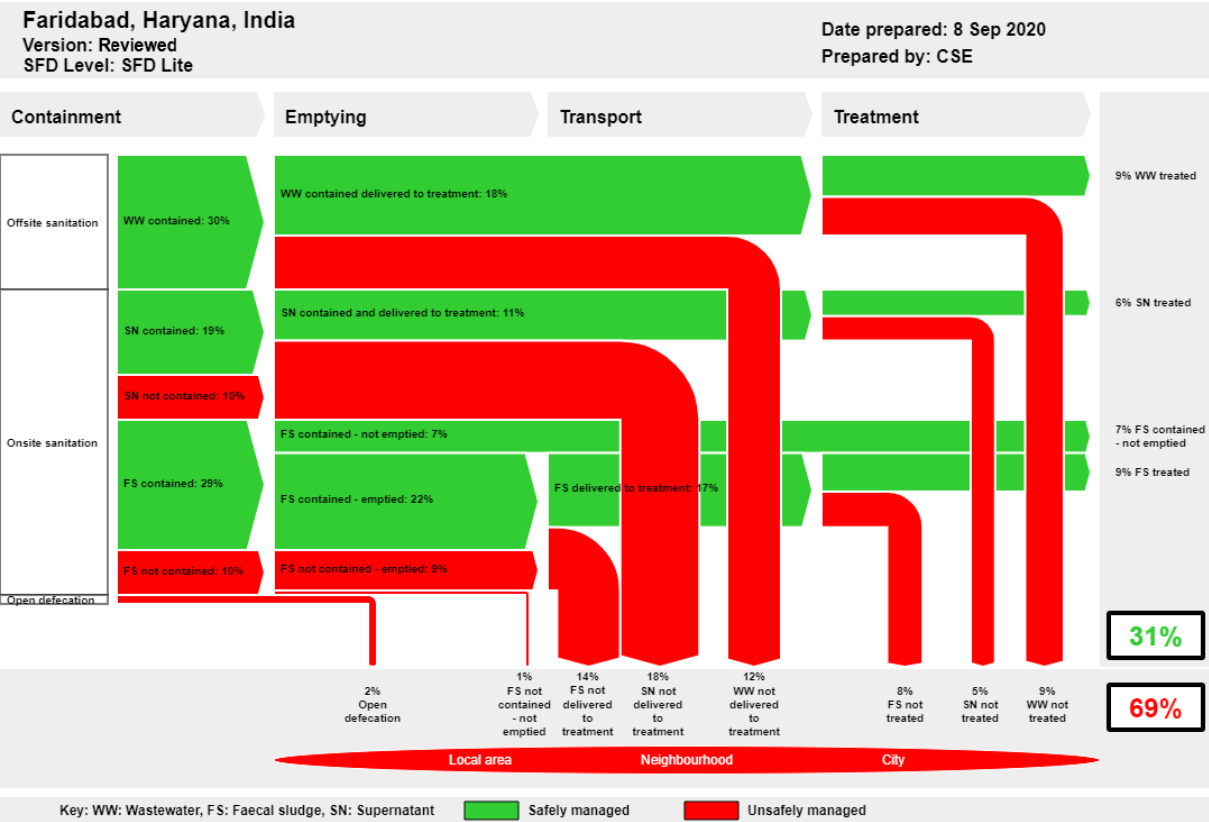 Faridabad, Haryana, India
Version: Reviewed
SFD Level: SFD Lite
Date prepared: 8 Sep 2020
Prepared by: CSE
Containment
Emptying
Transport
Treatment
Offsite sanitation
WW contained: 30%
WW contained delivered to treatment: 18%
9% WW treated
SN contained: 19%
SN contained and delivered to treatment: 11%
6% SN treated
SN not contained: 10%
Onsite sanitation
FS contained: 29%
FS contained - not emptied: 7%
7% FS contained
- not emptied
FS contained - emptied: 22%
FS delivered to treatment: 17%
9% FS treated
FS not contained: 10%
FS not contained - emptied: 9%
Open defecation
31%
2%
Open
defecation
1%
FS not
contained
- not
emptied
14%
FS not
delivered
to
treatment
18%
SN not
delivered
to
treatment
12%
WW not
delivered
to
treatment
8%
FS not
treated
5%
SN not
treated
9%
WW not
treated
69%
Local area
Neighbourhood
City
Key: WW: Wastewater, FS: Faecal sludge, SN: Supernatant
Safely managed
Unsafely managed